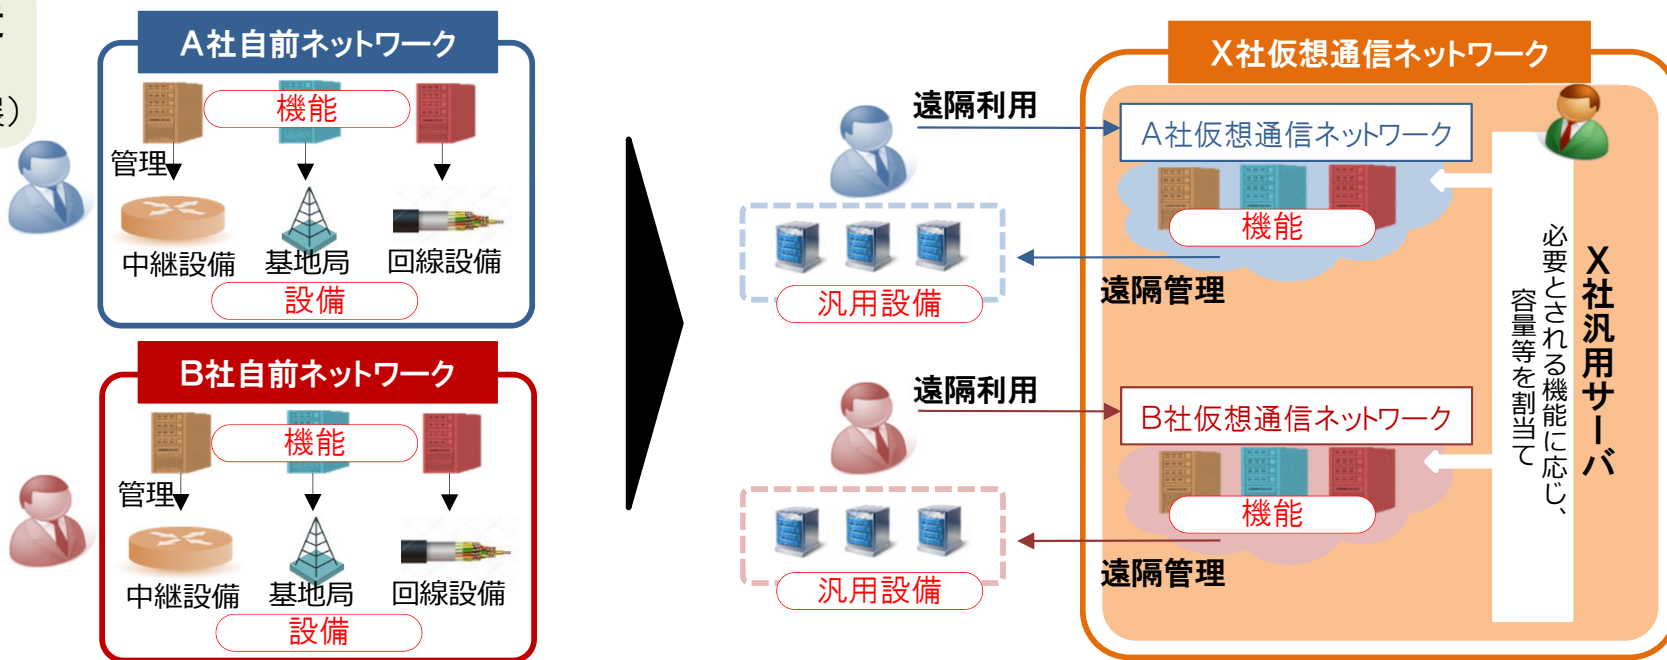 展）
A社自前ネットワーク
機能
管理
中継設備
基地局
回線設備
設備
B社自前ネットワーク
機能
管理
中継設備
基地局
回線設備
設備
遠隔利用
汎用設備
遠隔管理
遠隔利用
汎用設備
遠隔管理
X社仮想通信ネットワーク
A社仮想通信ネットワーク
機能
B社仮想通信ネットワーク
機能
X社汎用サーバ
必要とされる機能に応じ、
容量等を割当て